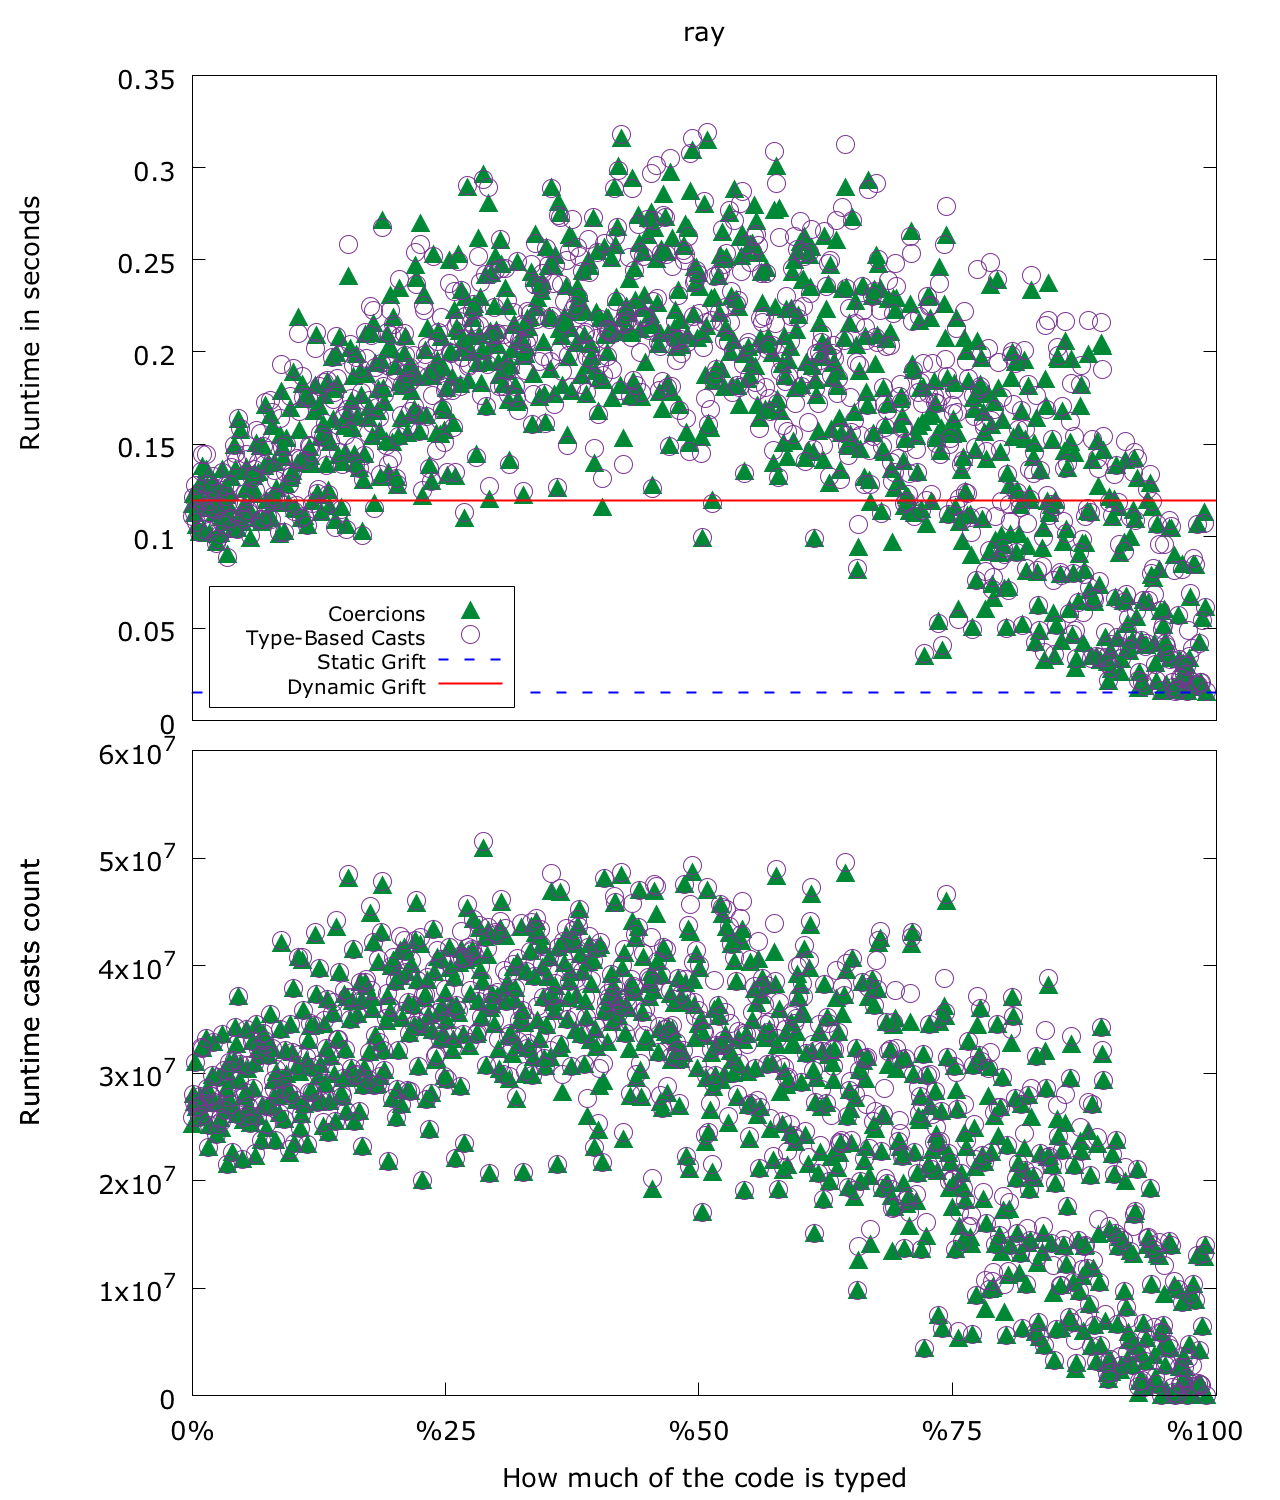 ray
0.35
0.3
0.25
0.2
0.15
0.1
0.05
0
Runtime in seconds
Coercions
Type-Based Casts
Static Grift
Dynamic Grift
6x10⁷
5x10⁷
4x10⁷
3x10⁷
2x10⁷
1x10⁷
0
Runtime casts count
0% %25 %50 %75 %100
How much of the code is typed